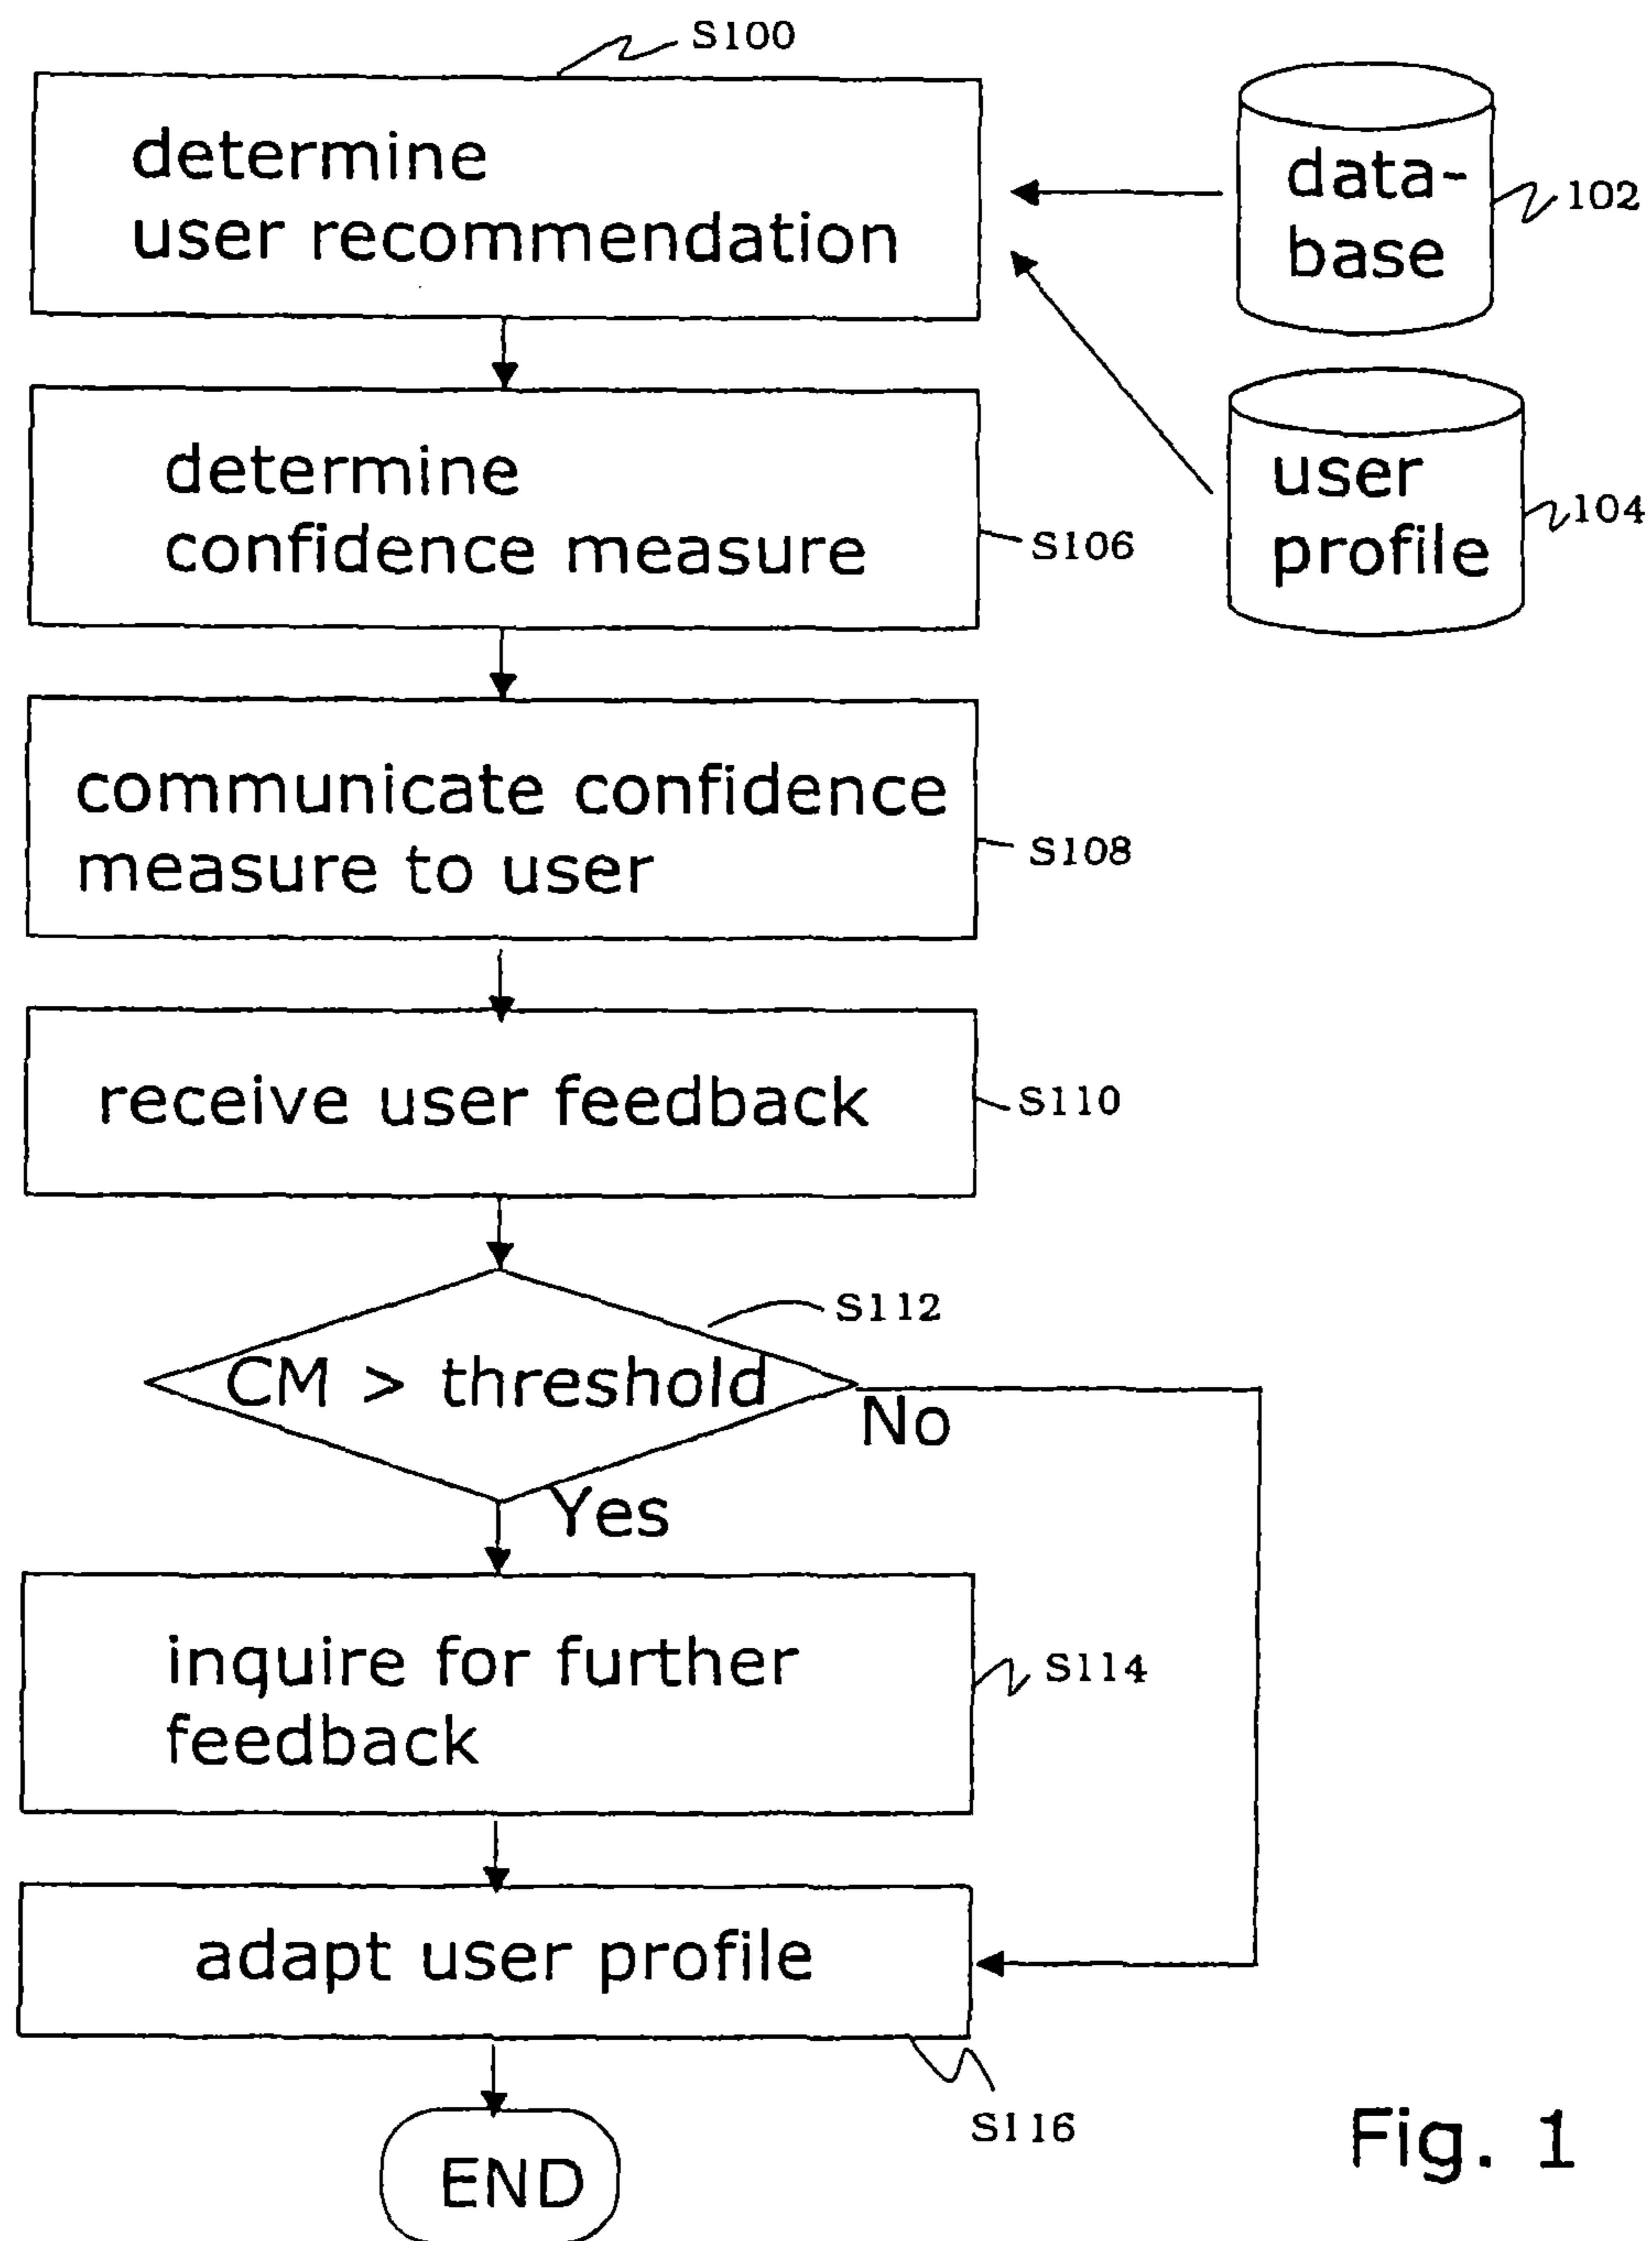 S100
determine
user recommendation
data-
base
102
determine
confidence measure
S106
user
profile
104
communicate confidence
measure to user
S108
receive user feedback
S110
S112
CM > threshold
No
Yes
inquire for further
feedback
S114
adapt user profile
S116
END
Fig. 1